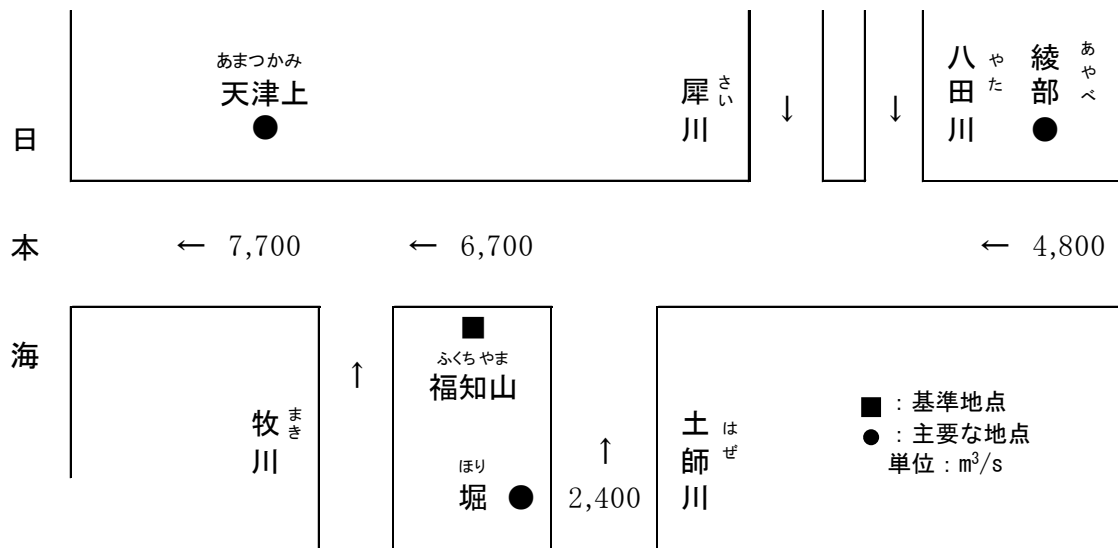 あまつかみ
天津上
●
犀川
さい
↓
↓
八田川
やた
綾部
あやべ
●
日本海
← 7,700
← 6,700
← 4,800
■
ふくちやま
福知山
↑
牧川
まき
ほり
堀 ●
↑
2,400
土師川
はぜ
■：基準地点
●：主要な地点
単位：m³/s